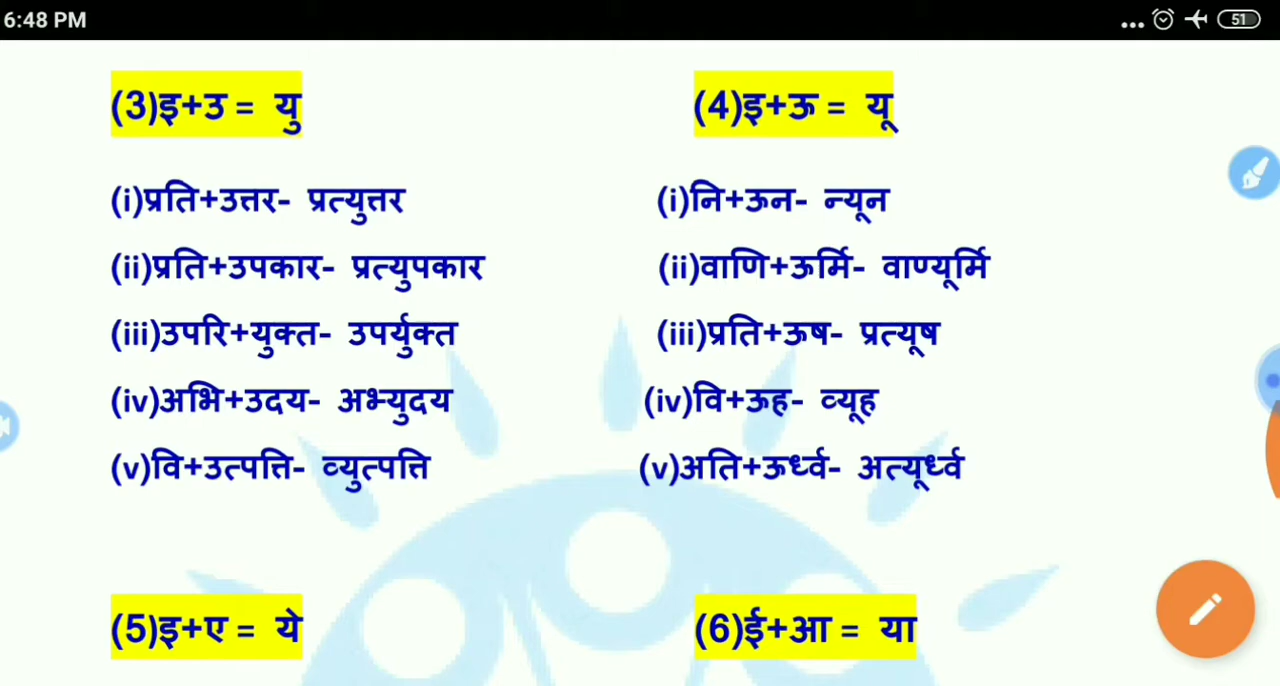 6:48 PM
51
(3)इ+उ = यु
(4)इ+ऊ = यू
(i)प्रति+उत्तर- प्रत्युत्तर
(i)नि+ऊन- न्यून
(ii)प्रति+उपकार- प्रत्युपकार
(ii)वाणि+ऊर्मि- वाण्यूर्मि
(iii)उपरि+युक्त- उपर्युक्त
(iii)प्रति+ऊष- प्रत्यूष
(iv)अभि+उदय- अभ्युदय
(iv)वि+ऊह- व्यूह
(v)वि+उत्पत्ति- व्युत्पत्ति
(v)अति+ऊर्ध्व- अत्यूर्ध्व
(5)इ+ए = ये
(6)ई+आ = या